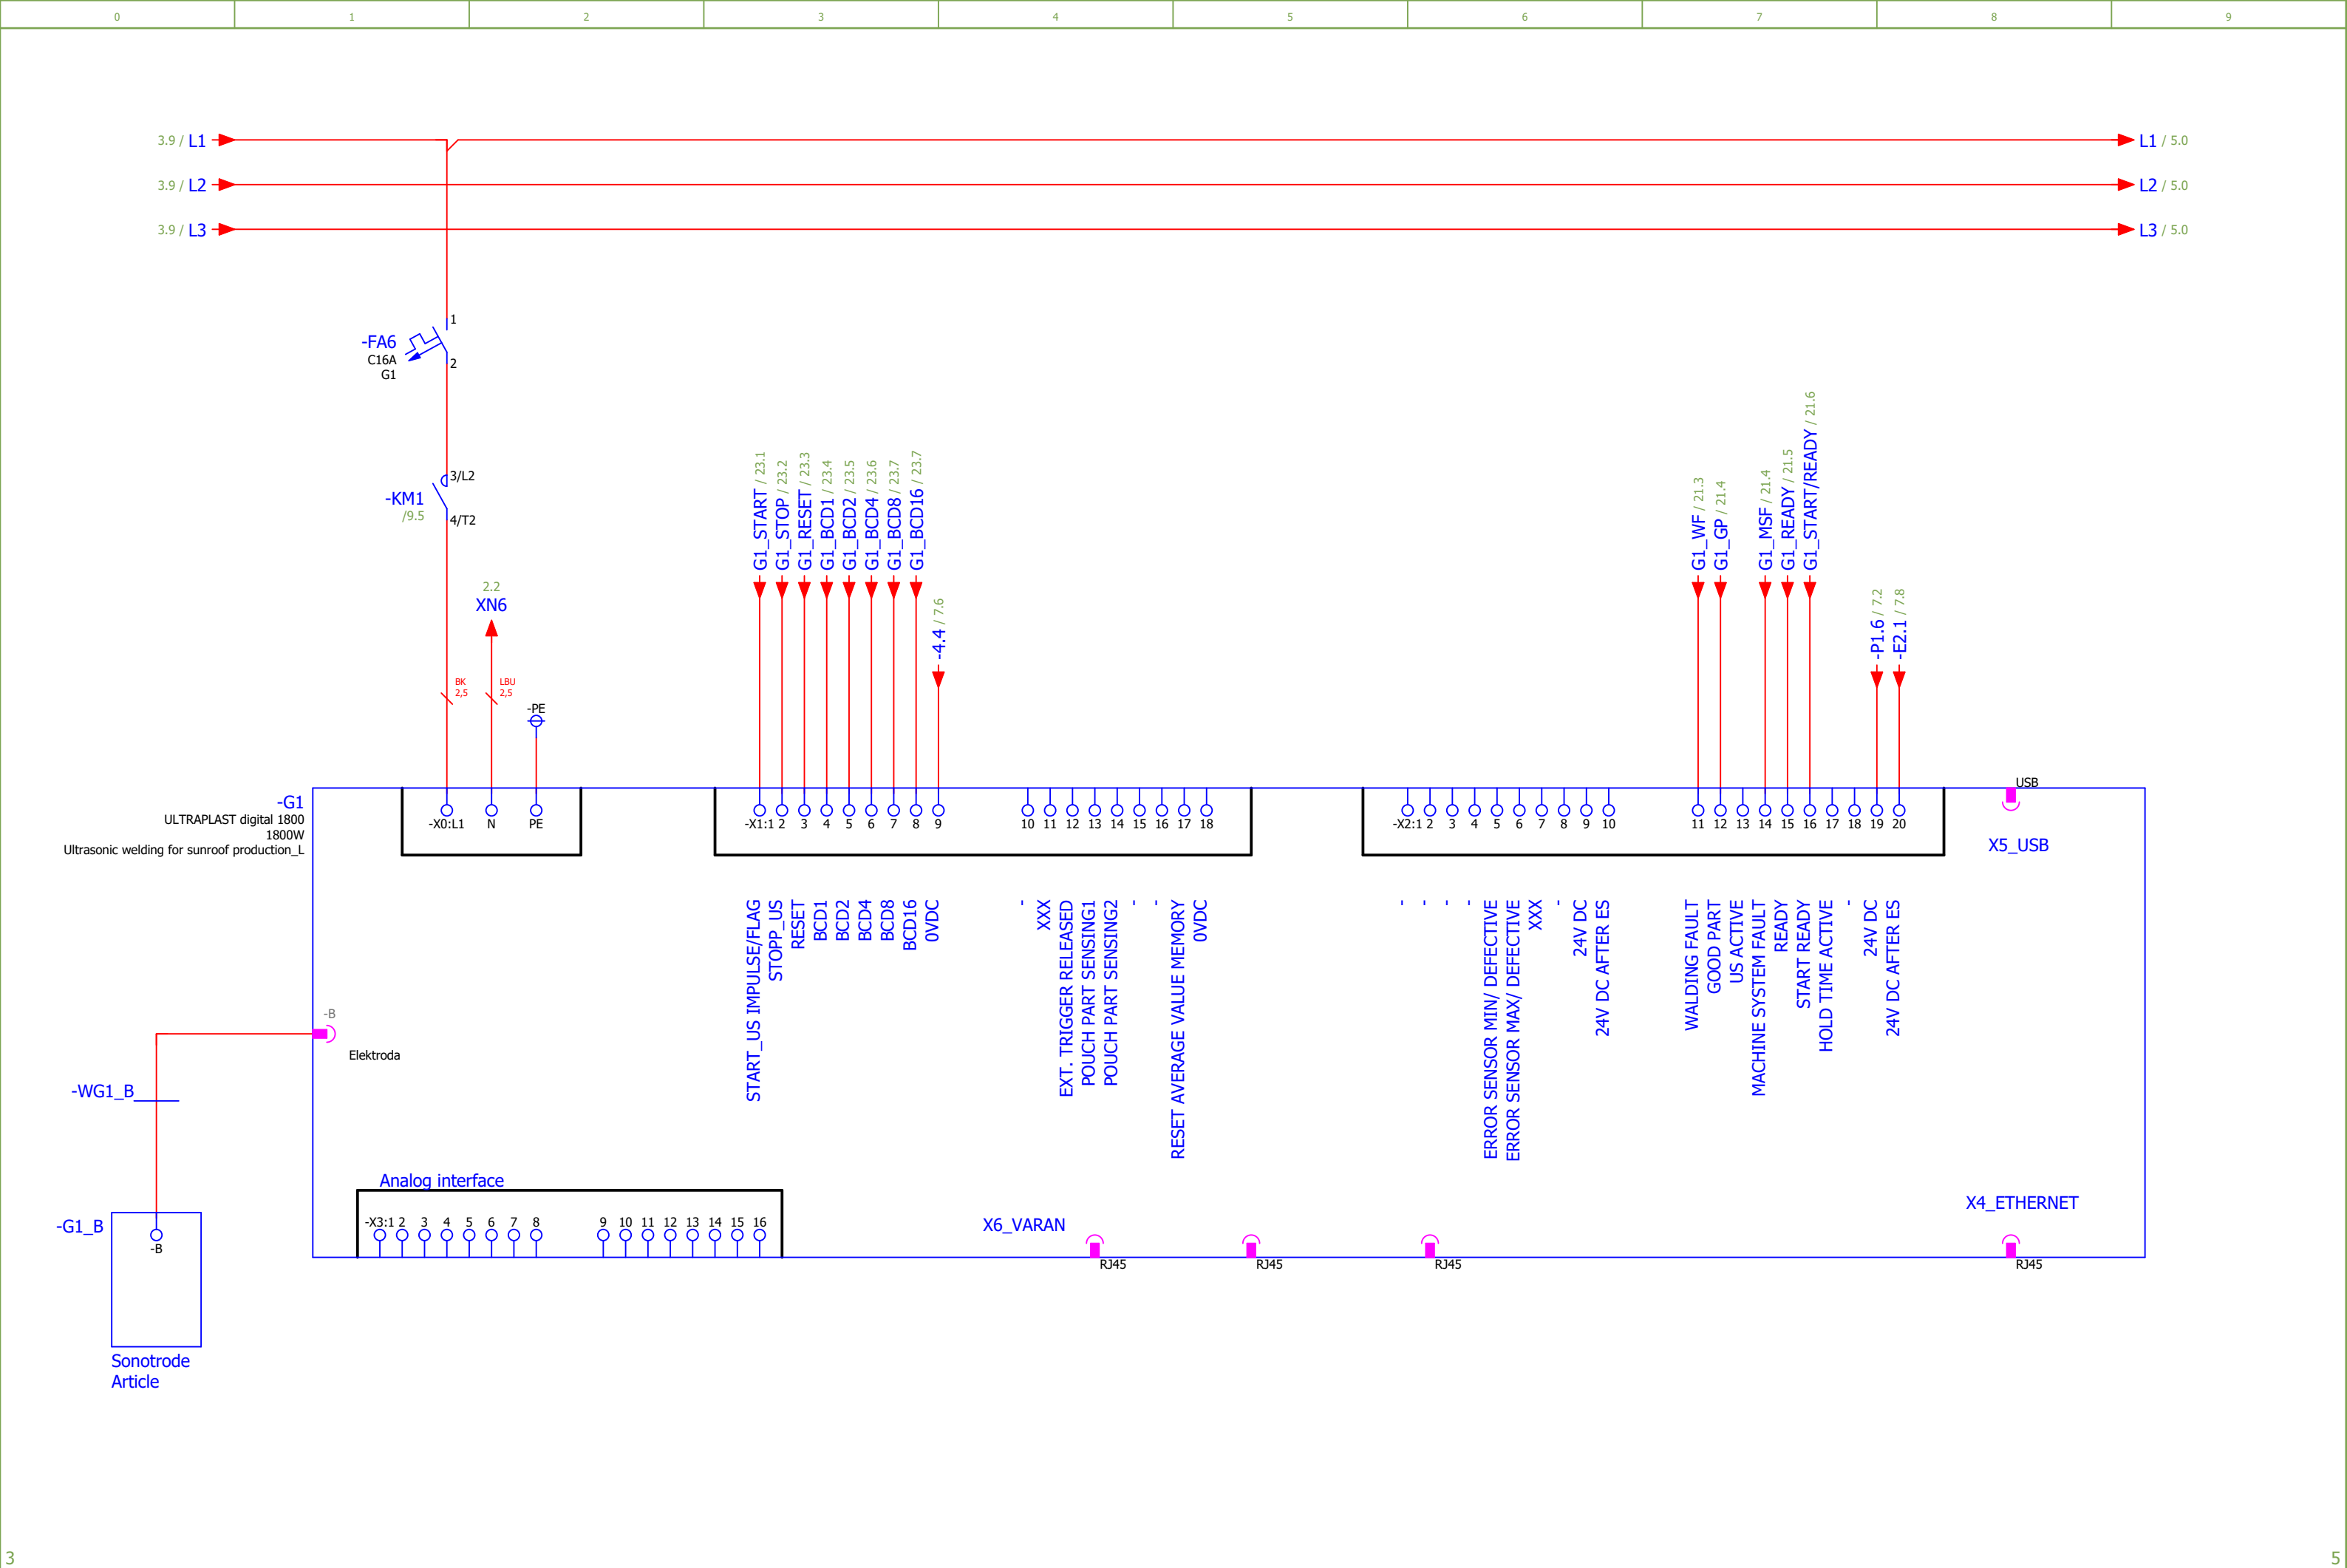 0 1 2 3 4 5 6 7 8 9
3.9 / L1
L1 / 5.0
3.9 / L2
L2 / 5.0
3.9 / L3
L3 / 5.0
1
-FA6
C16A
G1
2
3/L2
-KM1
/9.5
4/T2
2.2
XN6
BK
2,5
LBU
2,5
-PE
G1_START / 23.1
G1_STOP / 23.2
G1_RESET / 23.3
G1_BCD1 / 23.4
G1_BCD2 / 23.5
G1_BCD4 / 23.6
G1_BCD8 / 23.7
G1_BCD16 / 23.7
-4.4 / 7.6
G1_WF / 21.3
G1_GP / 21.4
G1_MSF / 21.4
G1_READY / 21.5
G1_START/READY / 21.6
-P1.6 / 7.2
-E2.1 / 7.8
USB
-G1
ULTRAPLAST digital 1800
1800W
Ultrasonic welding for sunroof production_L
-X0:L1 N PE
-X1:1 2 3 4 5 6 7 8 9 10 11 12 13 14 15 16 17 18
-X2:1 2 3 4 5 6 7 8 9 10 11 12 13 14 15 16 17 18 19 20
X5_USB
START_US IMPULSE/FLAG
STOPP_US
RESET
BCD1
BCD2
BCD4
BCD8
BCD16
0VDC
-
XXX
EXT. TRIGGER RELEASED
POUCH PART SENSING1
POUCH PART SENSING2
-
-
RESET AVERAGE VALUE MEMORY
0VDC
-
-
-
-
ERROR SENSOR MIN/ DEFECTIVE
ERROR SENSOR MAX/ DEFECTIVE
XXX
-
24V DC
24V DC AFTER ES
WALDING FAULT
GOOD PART
US ACTIVE
MACHINE SYSTEM FAULT
READY
START READY
HOLD TIME ACTIVE
-
24V DC
24V DC AFTER ES
-B
Elektroda
-WG1_B
Analog interface
-X3:1 2 3 4 5 6 7 8 9 10 11 12 13 14 15 16
X6_VARAN
X4_ETHERNET
RJ45
RJ45
RJ45
RJ45
-G1_B
-B
Sonotrode
Article
3
5